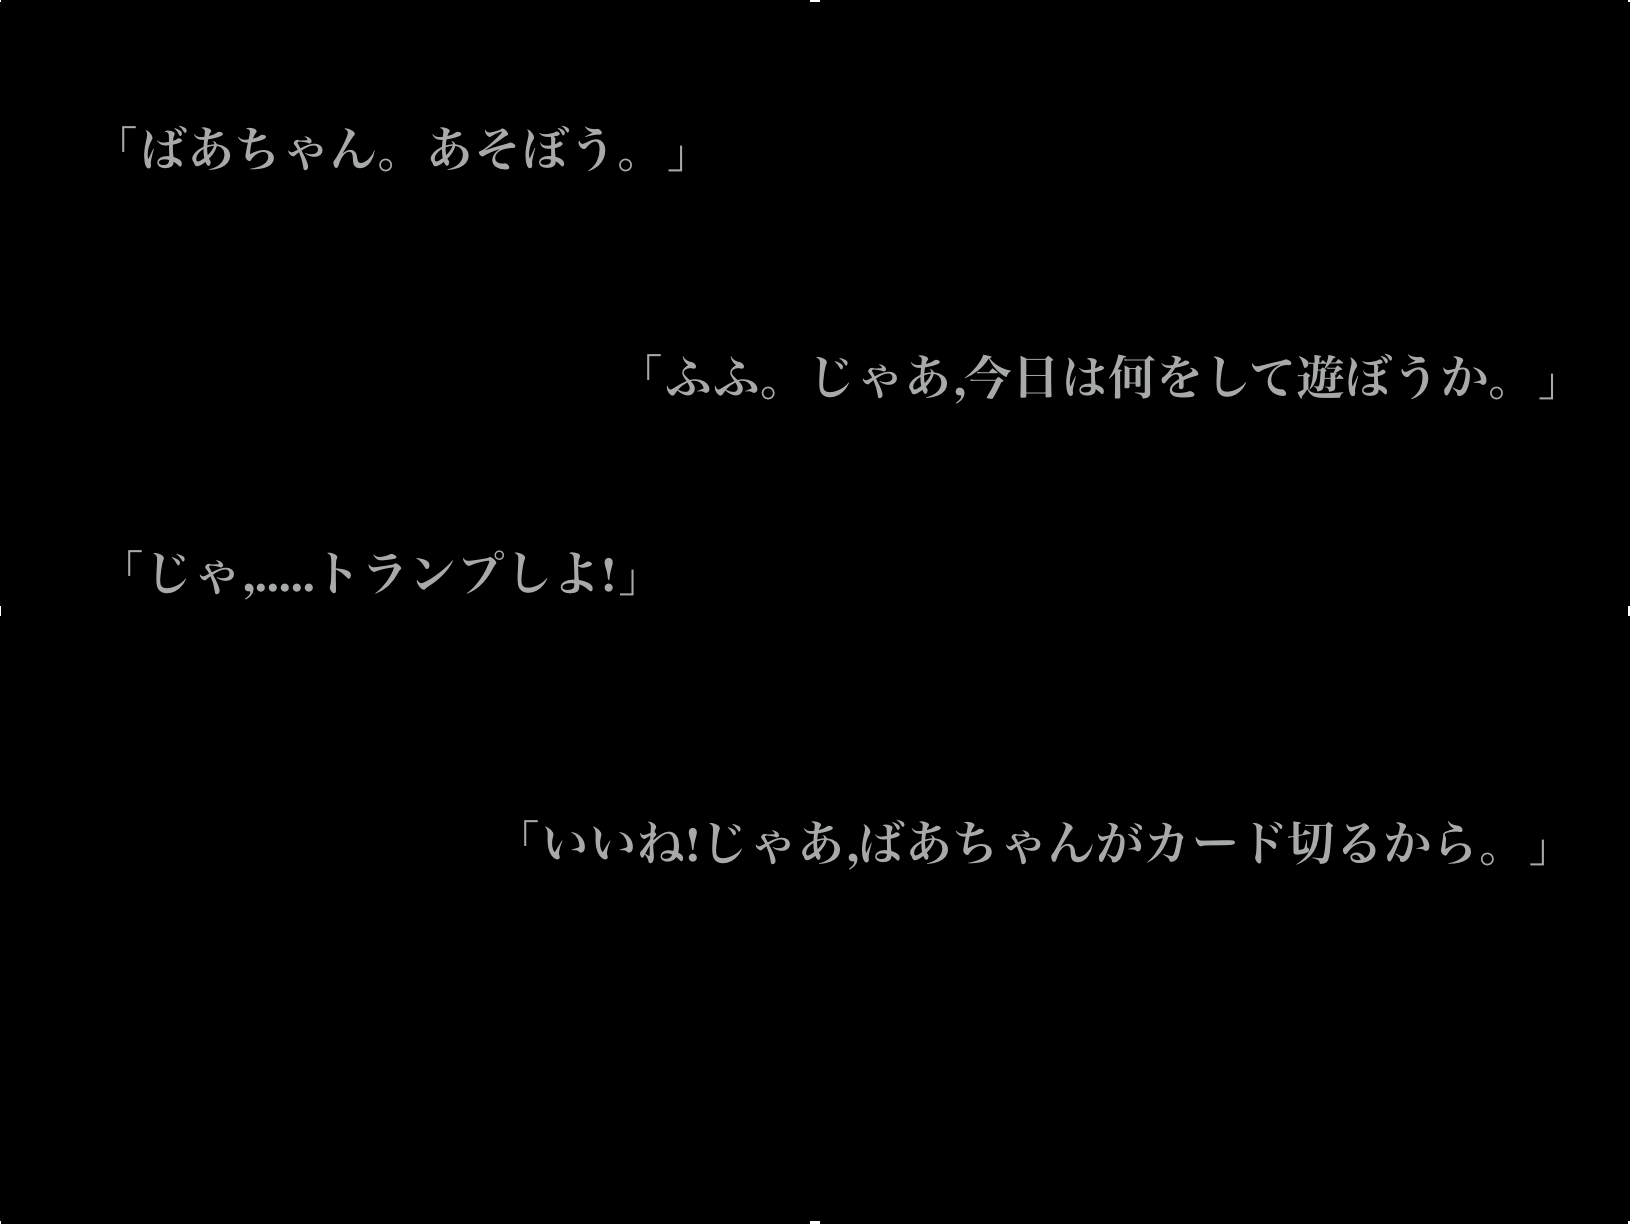 「ばあちゃん。あそぼう。」
「ふふ。じゃあ,今日は何をして遊ぼうか。」
「じゃ,.....トランプしよ!」
「いいね!じゃあ,ばあちゃんがカード切るから。」